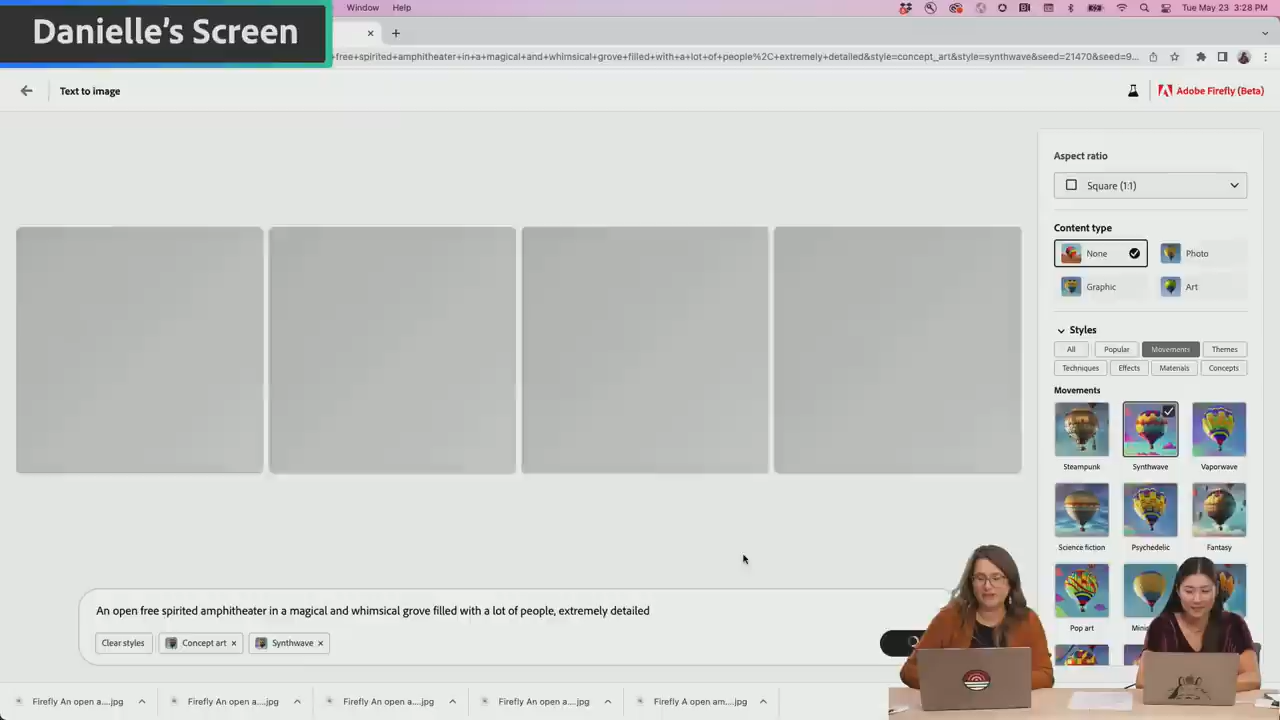 Danielle's Screen
Window Help
Tue May 23 3:28 PM
free+spirited+amphitheater+in+a+magical+and+whimsical+grove+filled+with+a+lot+of+people%2C+extremely+detailed&style=concept_art&style=synthwave&seed=21470&seed=9...
Text to image
Adobe Firefly (Beta)
Aspect ratio
Square (1:1)
Content type
None
Photo
Graphic
Art
Styles
All
Popular
Movements
Themes
Techniques
Effects
Materials
Concepts
Movements
Steampunk
Synthwave
Vaporwave
Science fiction
Psychedelic
Fantasy
Pop art
An open free spirited amphitheater in a magical and whimsical grove filled with a lot of people, extremely detailed
Clear styles
Concept art ×
Synthwave ×
Firefly An open a....jpg
Firefly An open a....jpg
Firefly An open a....jpg
Firefly An open a....jpg
Firefly A open am....jpg